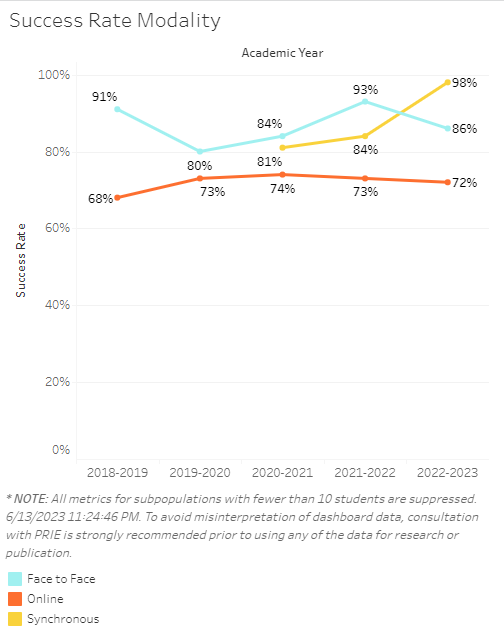 Success Rate Modality
Academic Year
100%
98%
93%
91%
86%
84%
84%
80%
81%
80%
74%
73%
73%
72%
68%
60%
Success Rate
40%
20%
0%
2018-2019 2019-2020 2020-2021 2021-2022 2022-2023
* NOTE: All metrics for subpopulations with fewer than 10 students are suppressed.
6/13/2023 11:24:46 PM. To avoid misinterpretation of dashboard data, consultation
with PRIE is strongly recommended prior to using any of the data for research or
publication.
Face to Face
Online
Synchronous